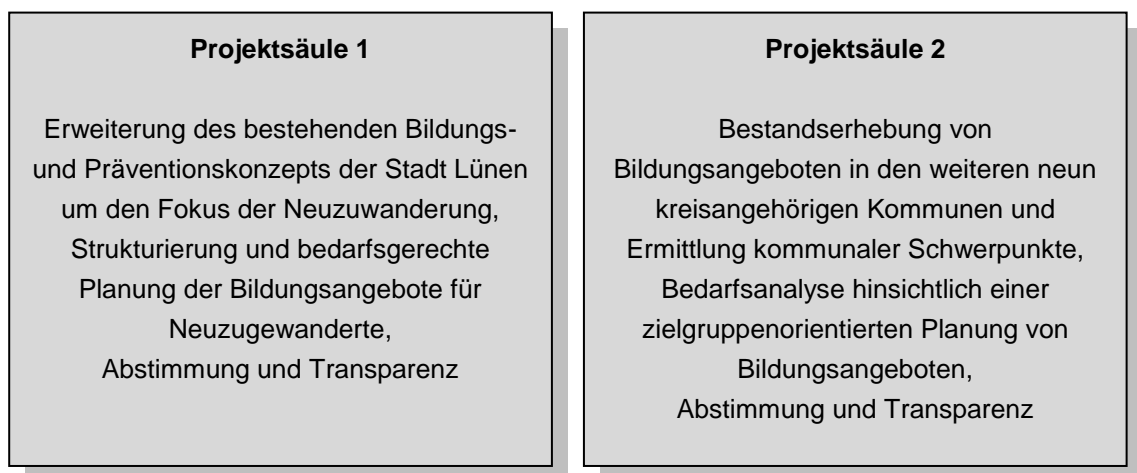 Projektsäule 1
Erweiterung des bestehenden Bildungs-
und Präventionskonzepts der Stadt Lünen
um den Fokus der Neuzuwanderung,
Strukturierung und bedarfsgerechte
Planung der Bildungsangebote für
Neuzugewanderte,
Abstimmung und Transparenz
Projektsäule 2
Bestandserhebung von
Bildungsangeboten in den weiteren neun
kreisangehörigen Kommunen und
Ermittlung kommunaler Schwerpunkte,
Bedarfsanalyse hinsichtlich einer
zielgruppenorientierten Planung von
Bildungsangeboten,
Abstimmung und Transparenz